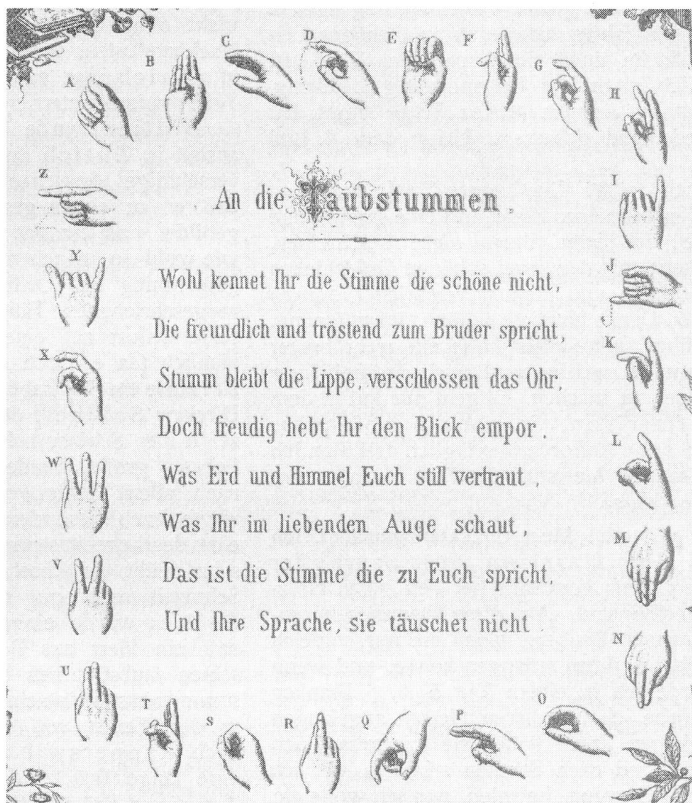 A
B
C
D
E
F
G
H
I
J
K
L
M
N
O
P
Q
R
S
T
U
V
W
X
Y
Z
An die Taubstummen.
Wohl kennet Ihr die Stimme die schöne nicht,
Die freundlich und tröstend zum Bruder spricht,
Stumm bleibt die Lippe, verschlossen das Ohr,
Doch freudig hebt Ihr den Blick empor.
Was Erd und Himmel Euch still vertraut,
Was Ihr im liebenden Auge schaut,
Das ist die Stimme die zu Euch spricht,
Und Ihre Sprache, sie täuschet nicht